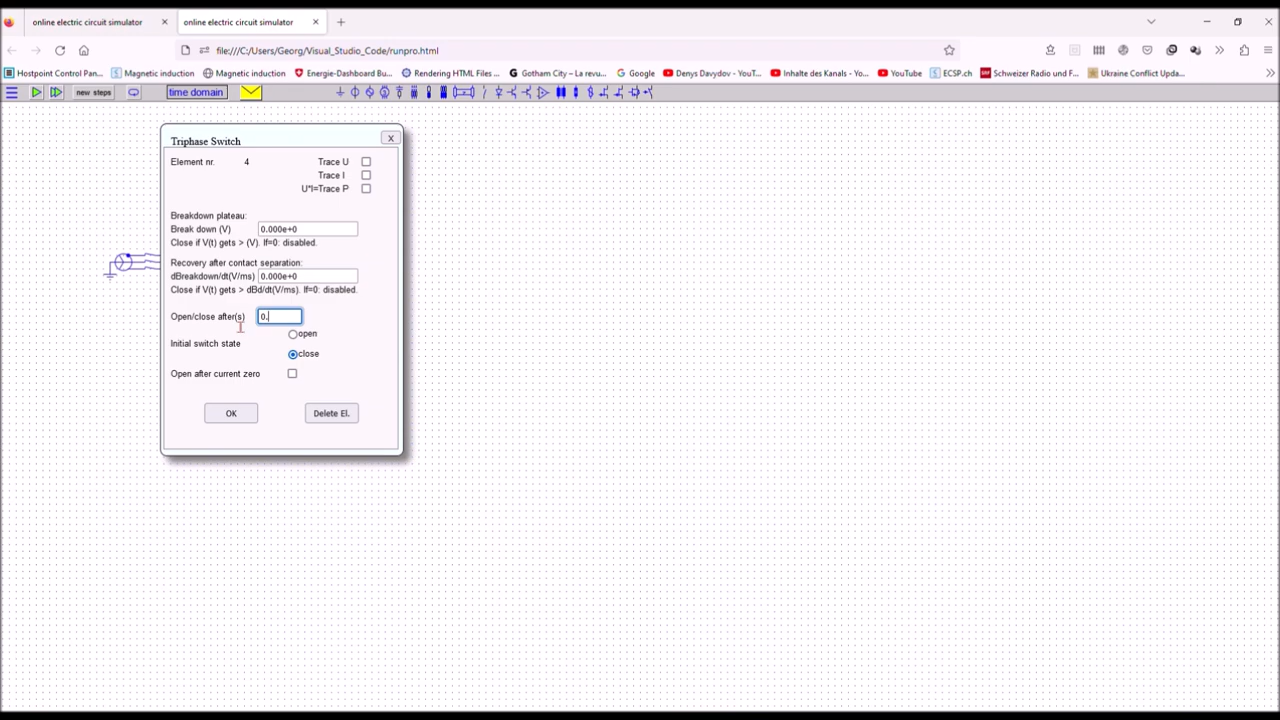 online electric circuit simulator
online electric circuit simulator
file:///C:/Users/Georg/Visual_Studio_Code/runpro.html
Hostpoint Control Pan... Magnetic induction Magnetic induction Energie-Dashboard Bu... Rendering HTML Files ... Gotham City – La revu... Google Denys Davydov - YouT... Inhalte des Kanals - Yo... YouTube ECSP.ch Schweizer Radio und F... Ukraine Conflict Upda...
new steps time domain
Triphase Switch X
Element nr. 4 Trace U
Trace I
U*I=Trace P
Breakdown plateau:
Break down (V) 0.000e+0
Close if V(t) gets > (V). If=0: disabled.
Recovery after contact separation:
dBreakdown/dt(V/ms) 0.000e+0
Close if V(t) gets > dBd/dt(V/ms). If=0: disabled.
Open/close after(s) 0.
open
Initial switch state
close
Open after current zero
OK Delete El.